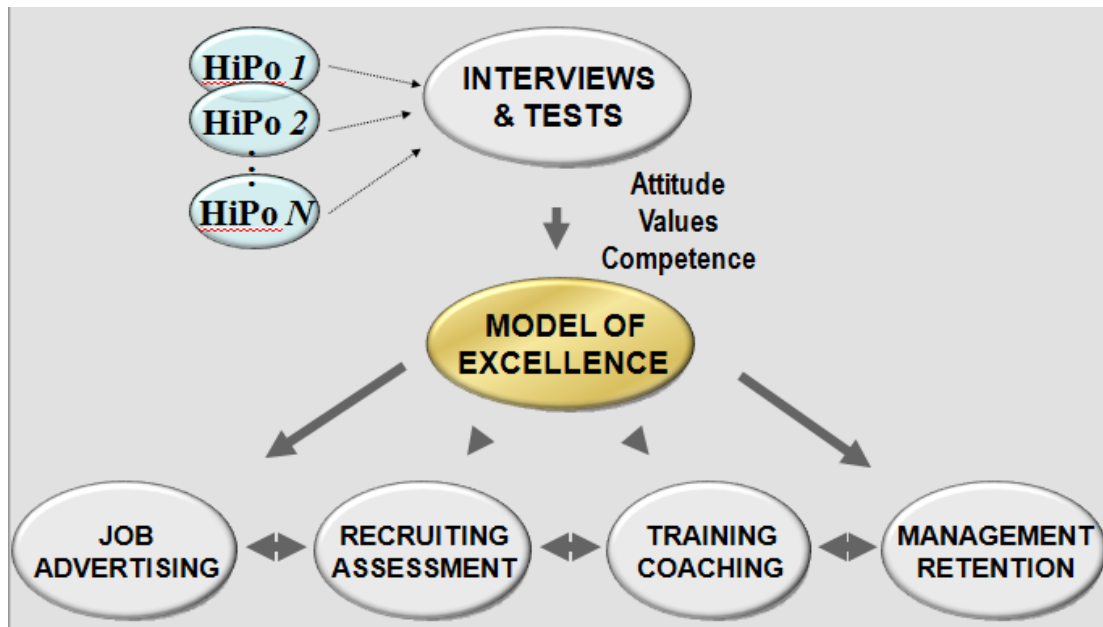 HiPo 1
HiPo 2
HiPo N
INTERVIEWS
& TESTS
Attitude
Values
Competence
MODEL OF
EXCELLENCE
JOB
ADVERTISING
RECRUITING
ASSESSMENT
TRAINING
COACHING
MANAGEMENT
RETENTION